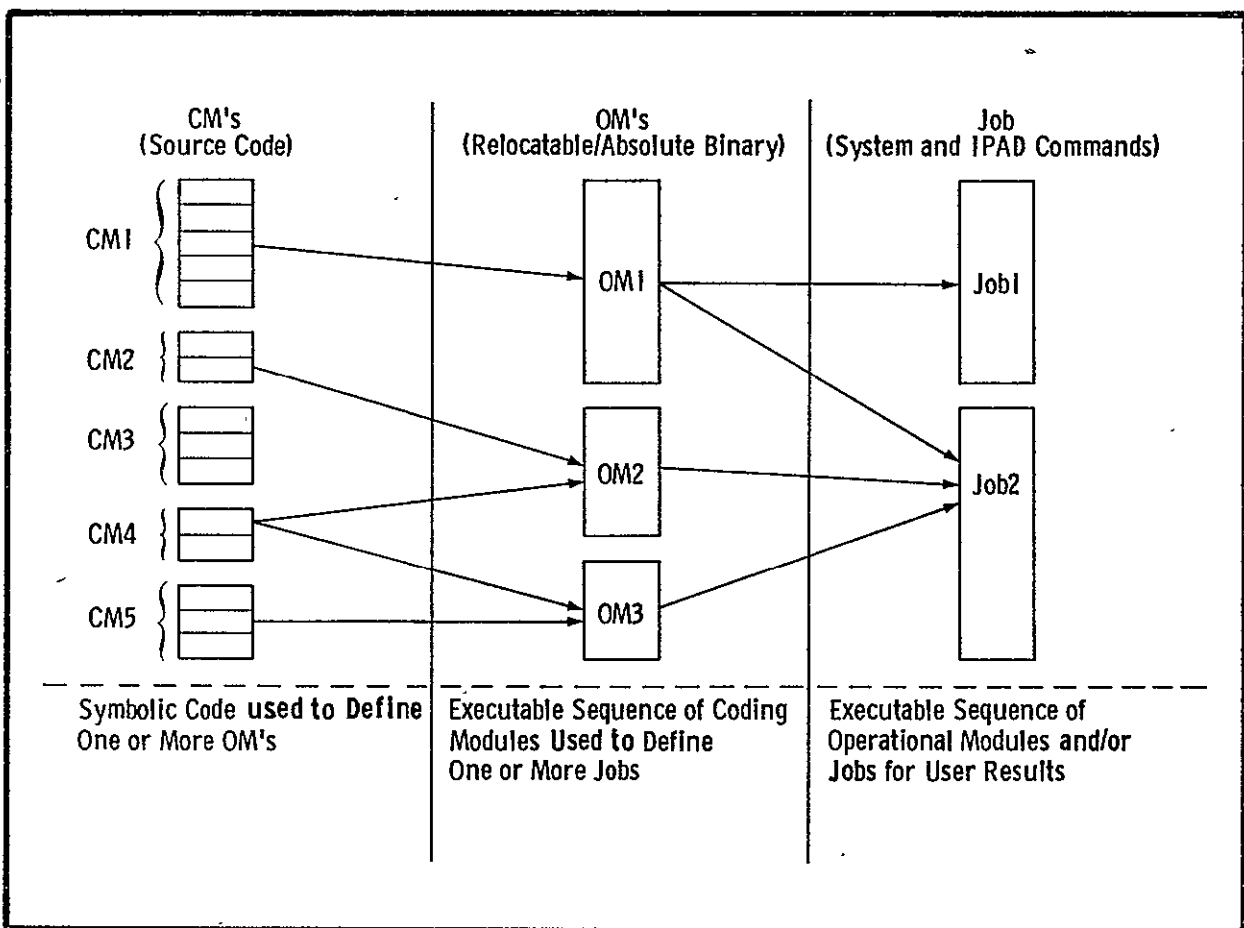 CM's
(Source Code)
OM's
(Relocatable/Absolute Binary)
Job
(System and IPAD Commands)
CM1
CM2
CM3
CM4
CM5
OM1
OM2
OM3
Job1
Job2
Symbolic Code used to Define
One or More OM's
Executable Sequence of Coding
Modules Used to Define
One or More Jobs
Executable Sequence of
Operational Modules and/or
Jobs for User Results